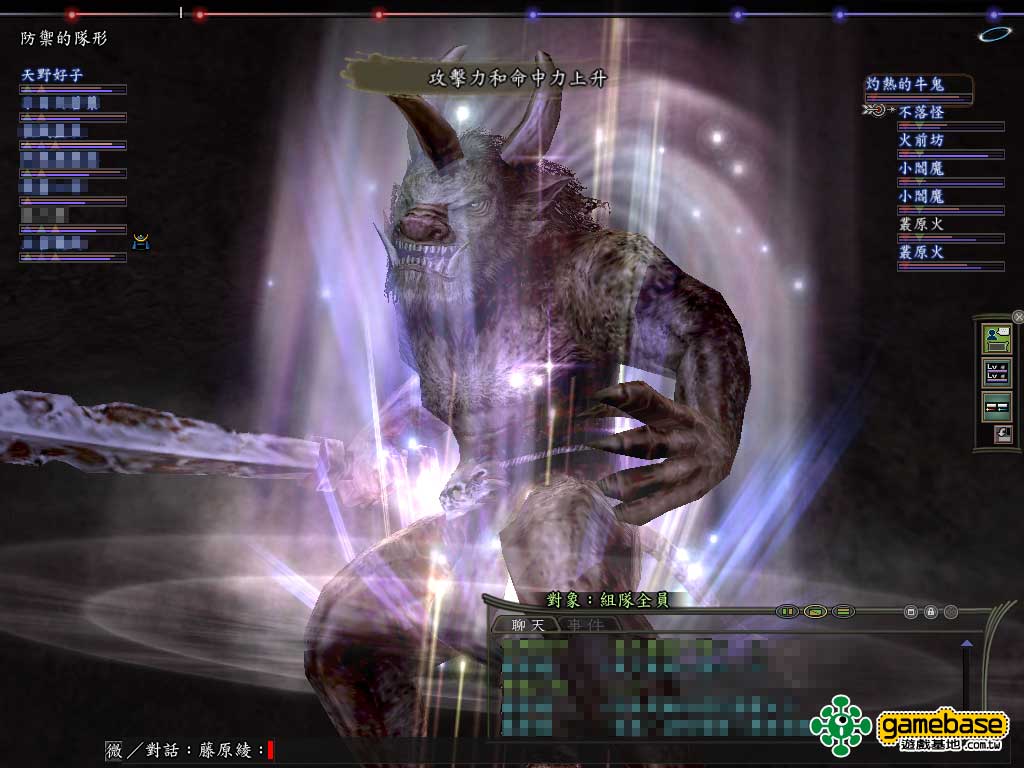 防禦的隊形
天野好子
攻擊力和命中力上升
灼熱的牛鬼
不落怪
火前坊
小閻魔
小閻魔
叢原火
叢原火
Lv
Lv
對象：組隊全員
聊天 事件
微／對話：藤原綾：
gamebase
遊戲基地.com.tw